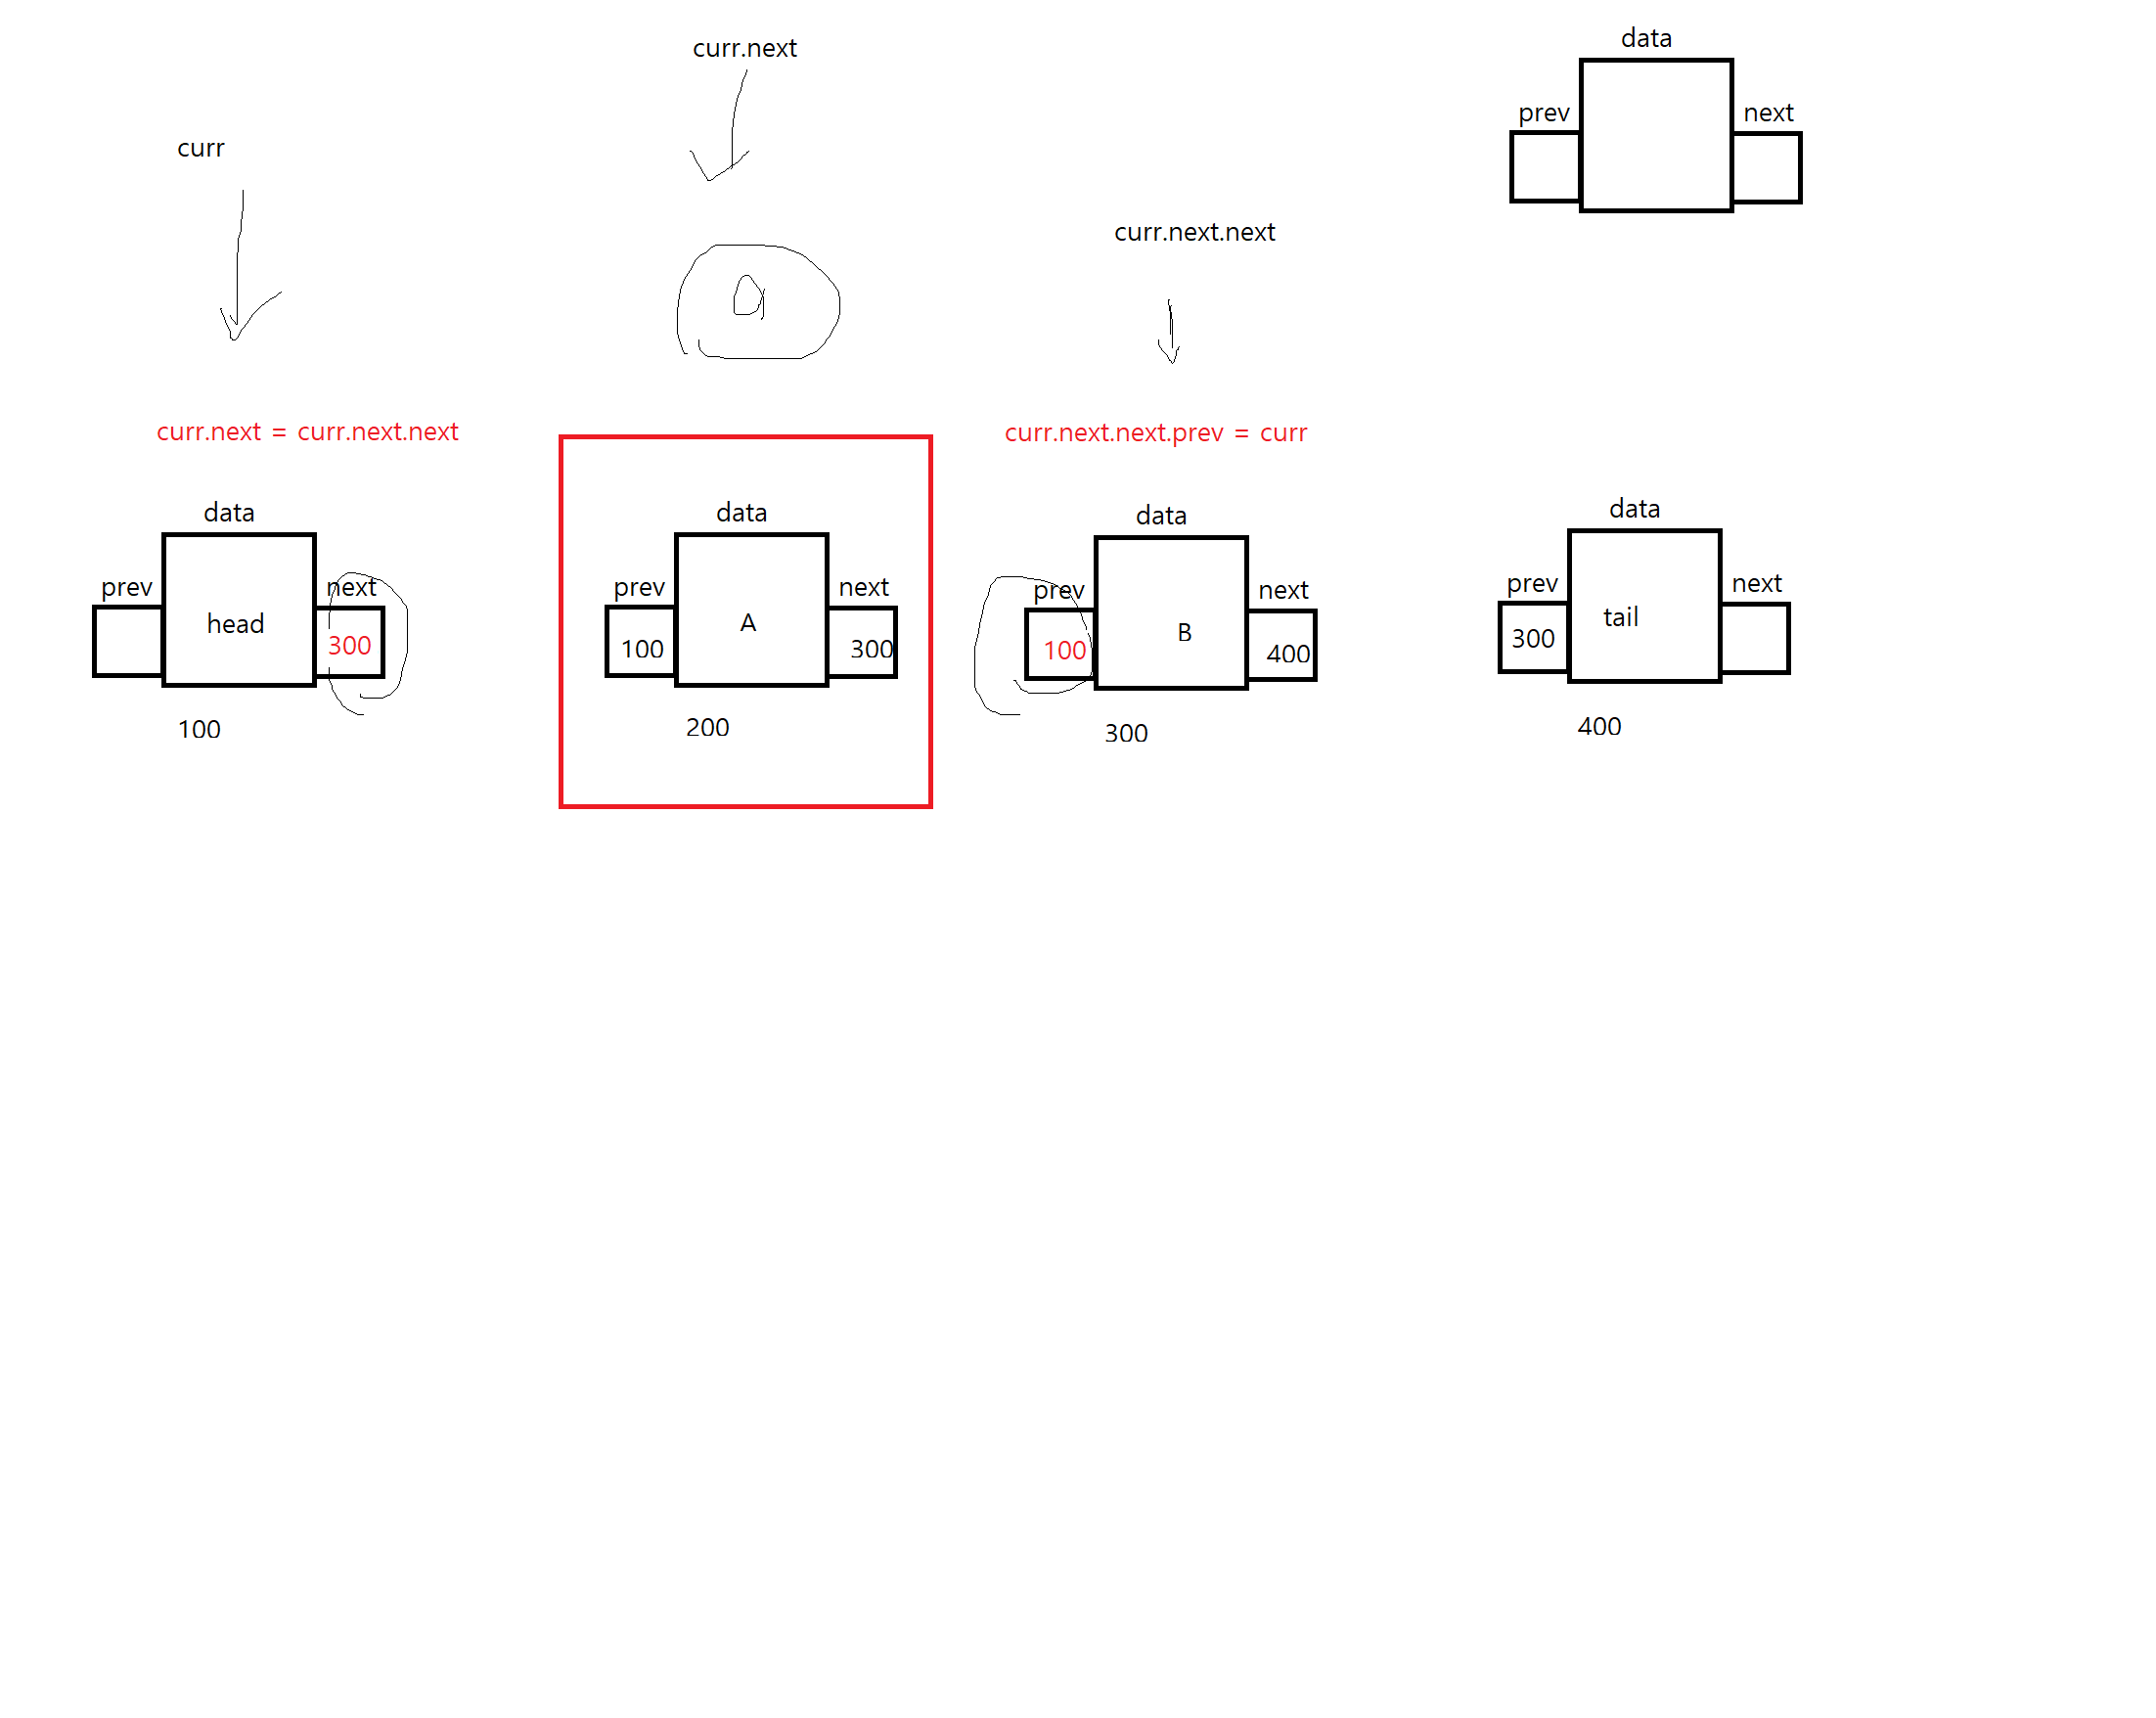 data
curr.next
prev
next
curr
curr.next.next
curr.next = curr.next.next
curr.next.next.prev = curr
data
prev
next
head
300
100
data
prev
next
100
A
300
200
data
prev
next
100
B
400
300
data
prev
next
300
tail
400